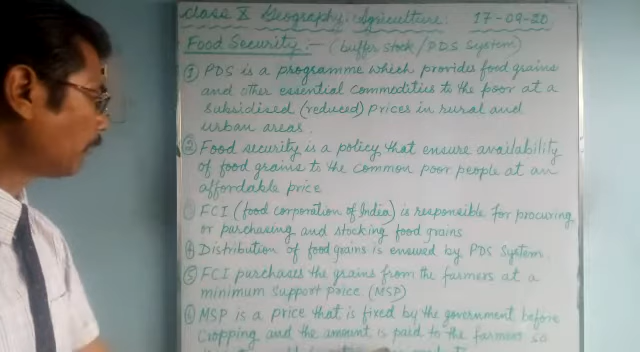 Class X Geography. Agriculture. 17-09-20
Food Security :- (buffer stock / PDS System)
① PDS is a programme which provides food grains
and other essential commodities to the poor at a
subsidised (reduced) prices in rural and
urban areas.
② Food security is a policy that ensure availability
of food grains to the common poor people at an
affordable price
③ FCI (food corporation of India) is responsible for procuring
or purchasing and stocking food grains
④ Distribution of food grains is ensured by PDS System.
⑤ FCI purchases the grains from the farmers at a
minimum support price (MSP)
⑥ MSP is a price that is fixed by the government before
cropping and the amount is paid to the farmers so